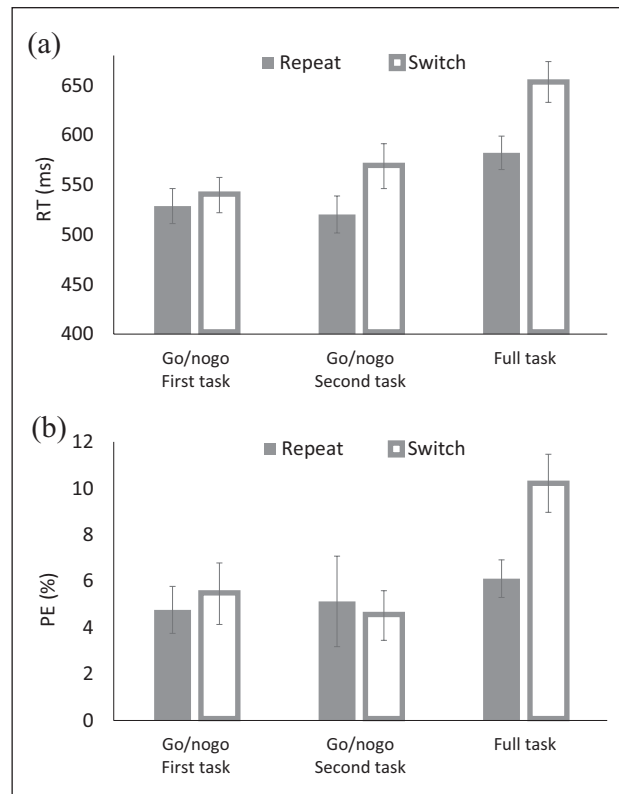 (a)
Repeat Switch
650
600
550
500
450
400
RT (ms)
Go/nogo Go/nogo Full task
First task Second task
(b)
Repeat Switch
12
10
8
6
4
2
0
PE (%)
Go/nogo Go/nogo Full task
First task Second task